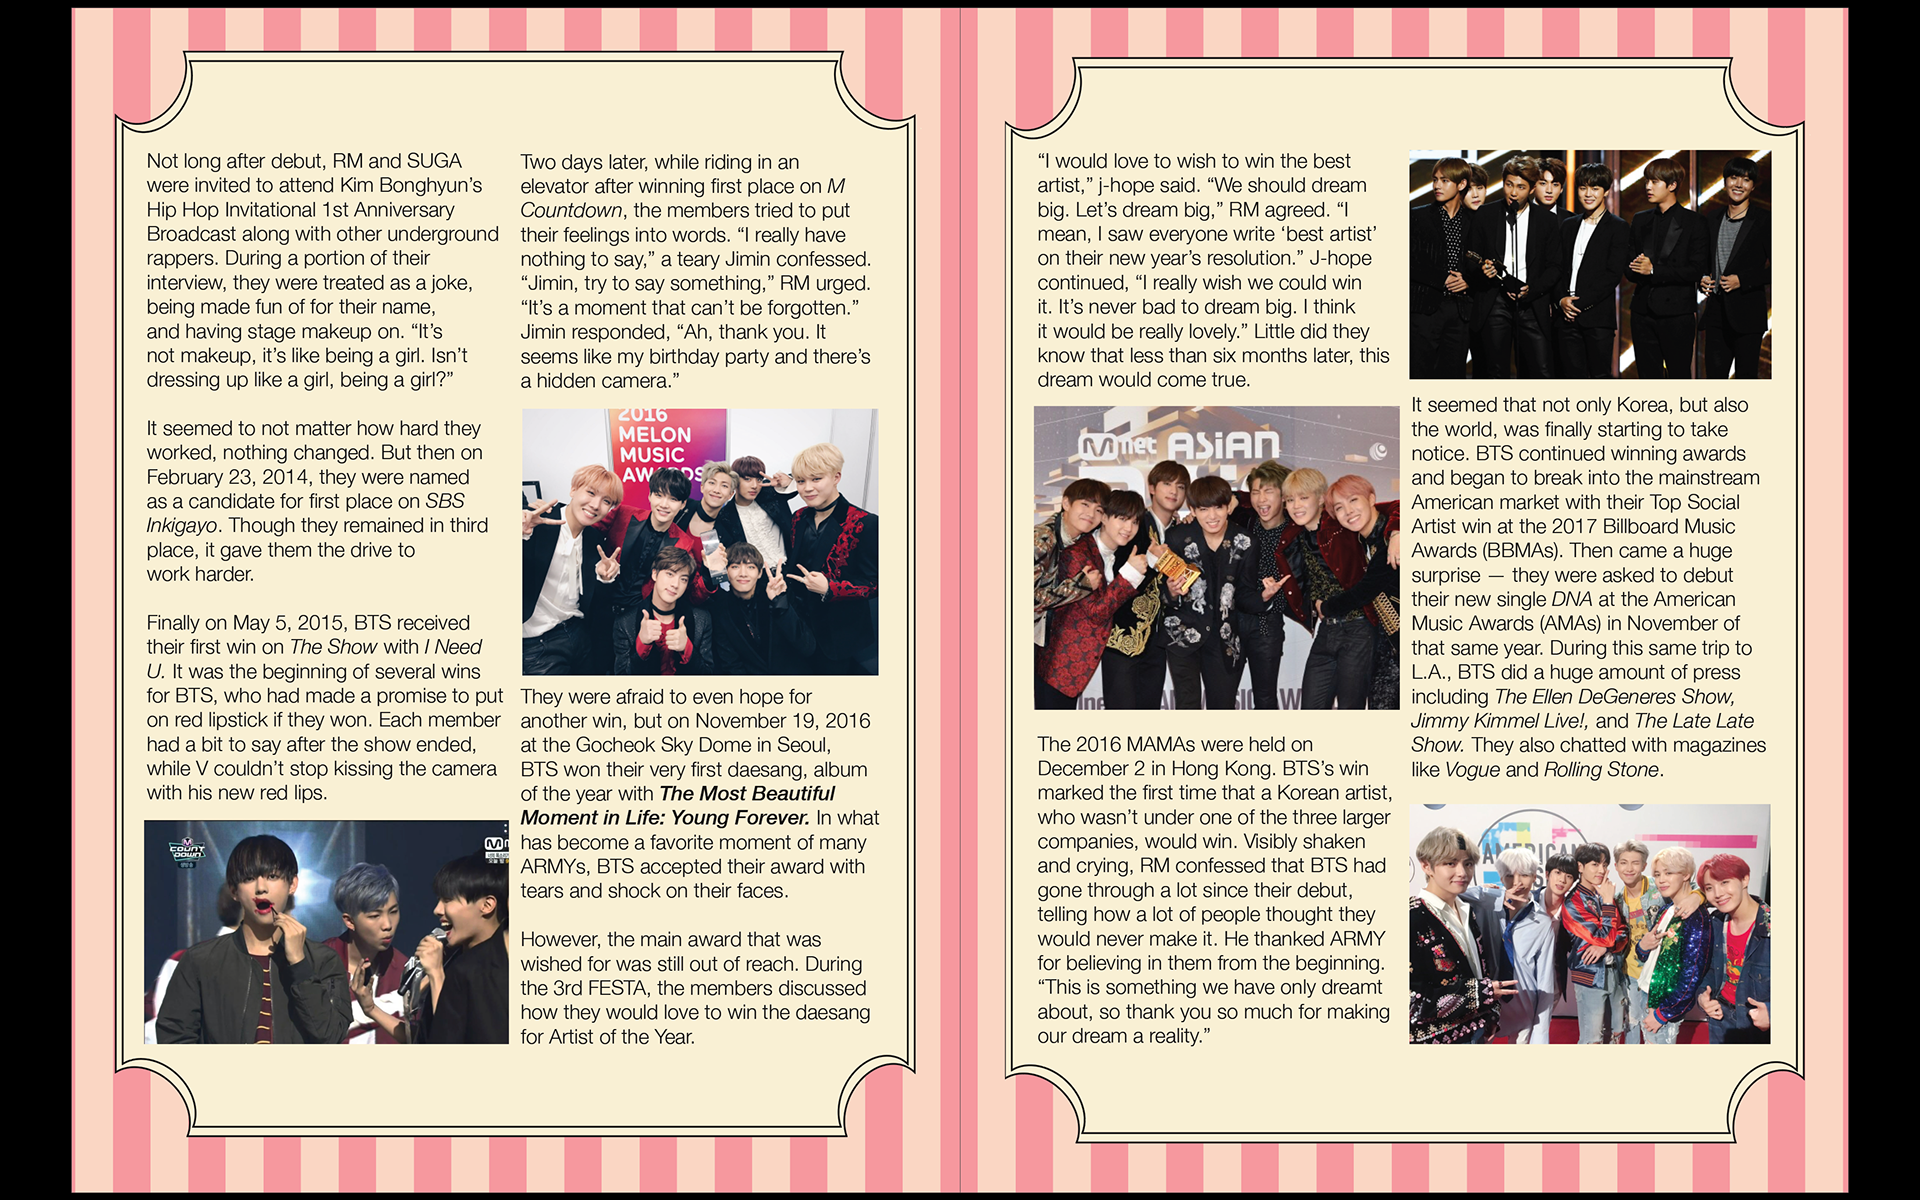 Not long after debut, RM and SUGA
were invited to attend Kim Bonghyun's
Hip Hop Invitational 1st Anniversary
Broadcast along with other underground
rappers. During a portion of their
interview, they were treated as a joke,
being made fun of for their name,
and having stage makeup on. “It's
not makeup, it's like being a girl. Isn't
dressing up like a girl, being a girl?”
It seemed to not matter how hard they
worked, nothing changed. But then on
February 23, 2014, they were named
as a candidate for first place on SBS
Inkigayo. Though they remained in third
place, it gave them the drive to
work harder.
Finally on May 5, 2015, BTS received
their first win on The Show with I Need
U. It was the beginning of several wins
for BTS, who had made a promise to put
on red lipstick if they won. Each member
had a bit to say after the show ended,
while V couldn't stop kissing the camera
with his new red lips.
M
COUNT
DOWN
Two days later, while riding in an
elevator after winning first place on M
Countdown, the members tried to put
their feelings into words. “I really have
nothing to say,” a teary Jimin confessed.
“Jimin, try to say something,” RM urged.
“It's a moment that can't be forgotten.”
Jimin responded, “Ah, thank you. It
seems like my birthday party and there's
a hidden camera.”
2016
MELON
MUSIC
AWARDS
They were afraid to even hope for
another win, but on November 19, 2016
at the Gocheok Sky Dome in Seoul,
BTS won their very first daesang, album
of the year with The Most Beautiful
Moment in Life: Young Forever. In what
has become a favorite moment of many
ARMYs, BTS accepted their award with
tears and shock on their faces.
However, the main award that was
wished for was still out of reach. During
the 3rd FESTA, the members discussed
how they would love to win the daesang
for Artist of the Year.
“I would love to wish to win the best
artist,” j-hope said. “We should dream
big. Let's dream big,” RM agreed. “I
mean, I saw everyone write ‘best artist’
on their new year's resolution.” J-hope
continued, “I really wish we could win
it. It's never bad to dream big. I think
it would be really lovely.” Little did they
know that less than six months later, this
dream would come true.
Mnet ASiAN
The 2016 MAMAs were held on
December 2 in Hong Kong. BTS's win
marked the first time that a Korean artist,
who wasn't under one of the three larger
companies, would win. Visibly shaken
and crying, RM confessed that BTS had
gone through a lot since their debut,
telling how a lot of people thought they
would never make it. He thanked ARMY
for believing in them from the beginning.
“This is something we have only dreamt
about, so thank you so much for making
our dream a reality.”
It seemed that not only Korea, but also
the world, was finally starting to take
notice. BTS continued winning awards
and began to break into the mainstream
American market with their Top Social
Artist win at the 2017 Billboard Music
Awards (BBMAs). Then came a huge
surprise — they were asked to debut
their new single DNA at the American
Music Awards (AMAs) in November of
that same year. During this same trip to
L.A., BTS did a huge amount of press
including The Ellen DeGeneres Show,
Jimmy Kimmel Live!, and The Late Late
Show. They also chatted with magazines
like Vogue and Rolling Stone.
AMERICAN